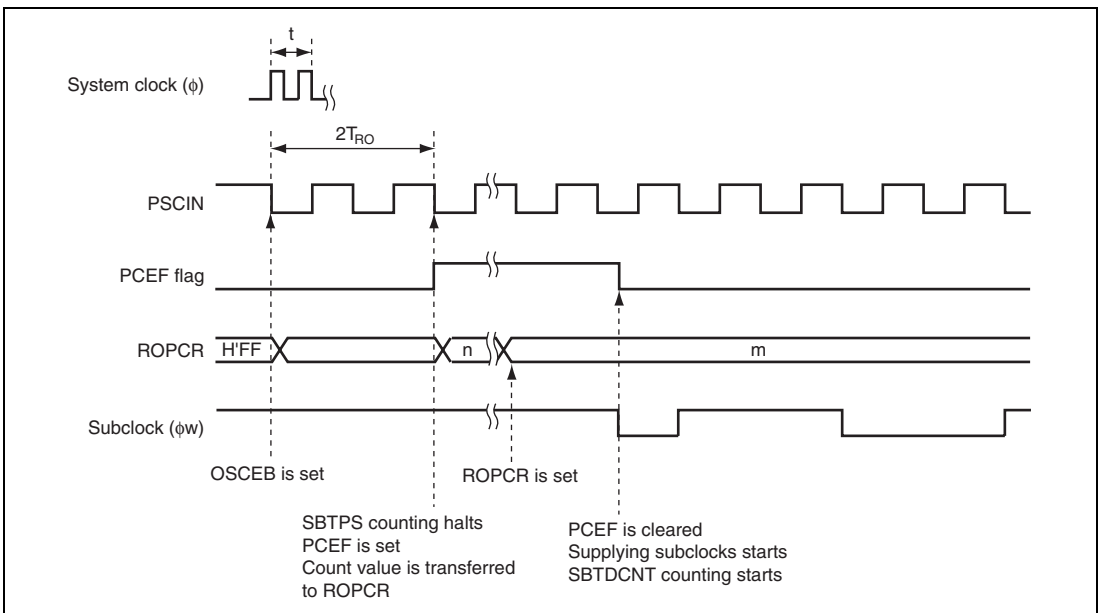 t
System clock (ϕ)
2TRO
PSCIN
PCEF flag
ROPCR
H'FF
n
m
Subclock (ϕw)
OSCEB is set
ROPCR is set
SBTPS counting halts
PCEF is set
Count value is transferred
to ROPCR
PCEF is cleared
Supplying subclocks starts
SBTDCNT counting starts